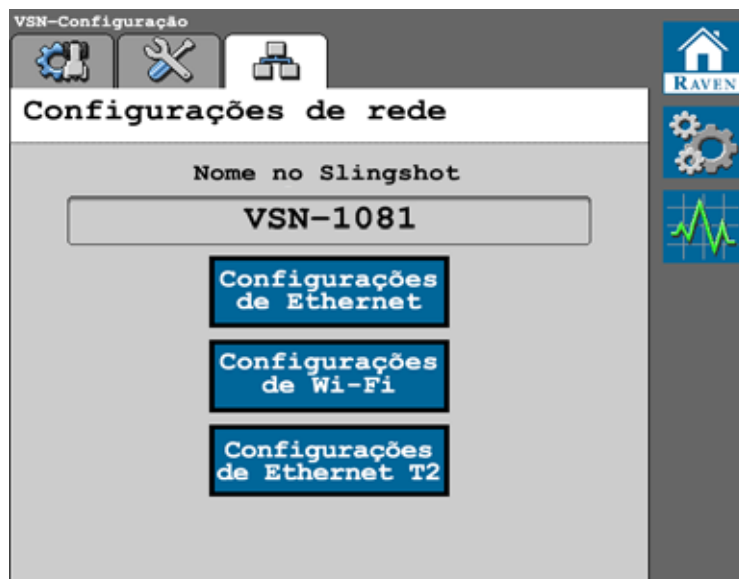 VSN-Configuração
RAVEN
Configurações de rede
Nome no Slingshot
VSN-1081
Configurações
de Ethernet
Configurações
de Wi-Fi
Configurações
de Ethernet T2